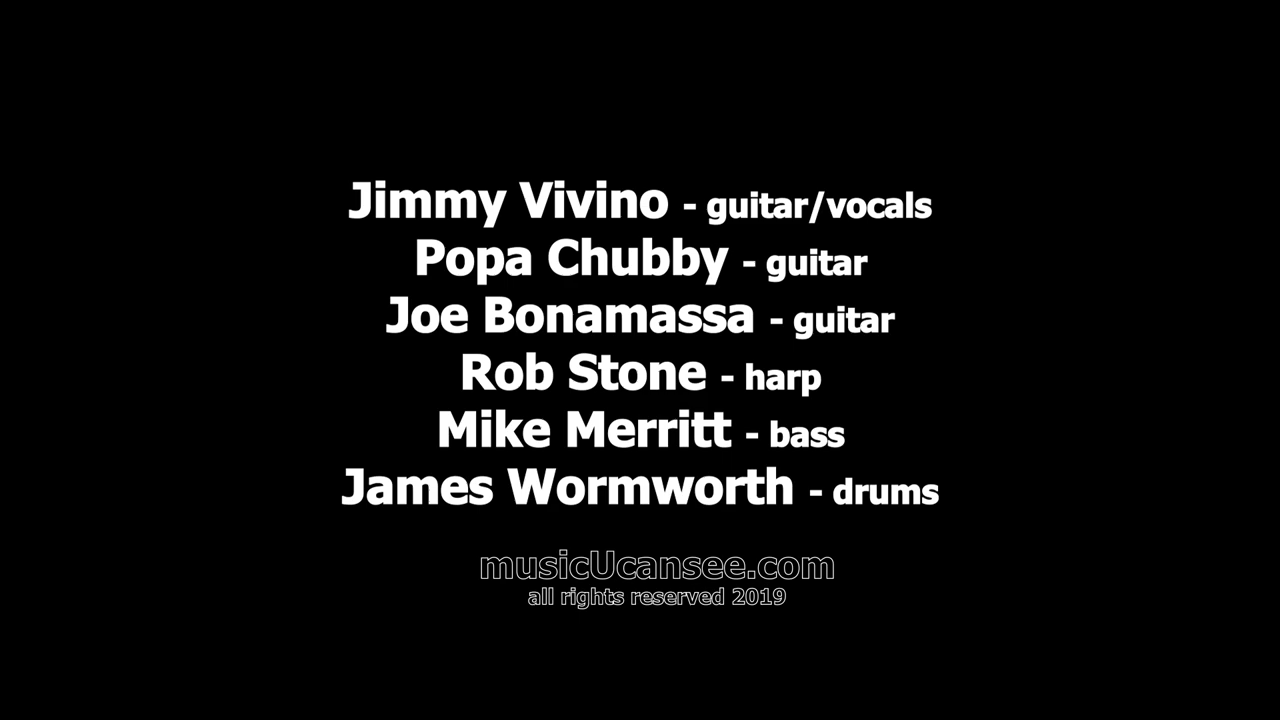 Jimmy Vivino - guitar/vocals
Popa Chubby - guitar
Joe Bonamassa - guitar
Rob Stone - harp
Mike Merritt - bass
James Wormworth - drums
musicUcansee.com
all rights reserved 2019